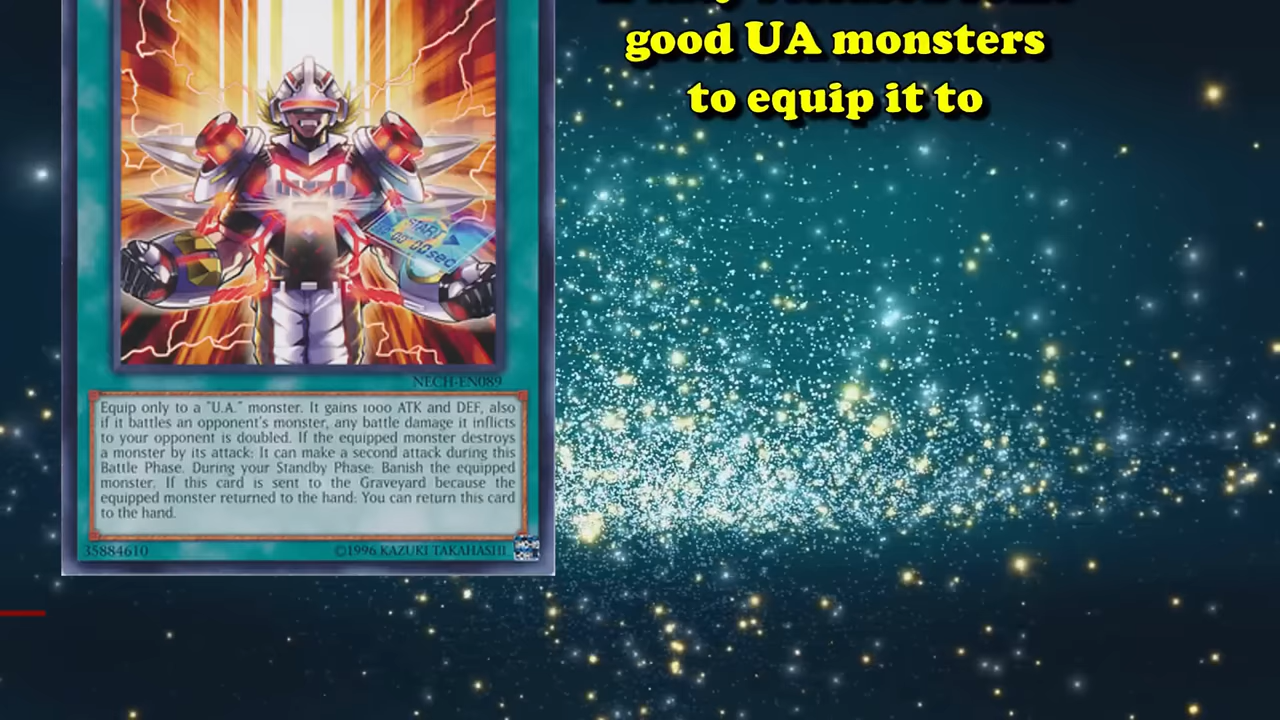 good UA monsters
to equip it to
START
NECH-EN089
Equip only to a "U.A." monster. It gains 1000 ATK and DEF, also
if it battles an opponent's monster, any battle damage it inflicts
to your opponent is doubled. If the equipped monster destroys
a monster by its attack: It can make a second attack during this
Battle Phase. During your Standby Phase: Banish the equipped
monster. If this card is sent to the Graveyard because the
equipped monster returned to the hand: You can return this card
to the hand.
35884610 ©1996 KAZUKI TAKAHASHI